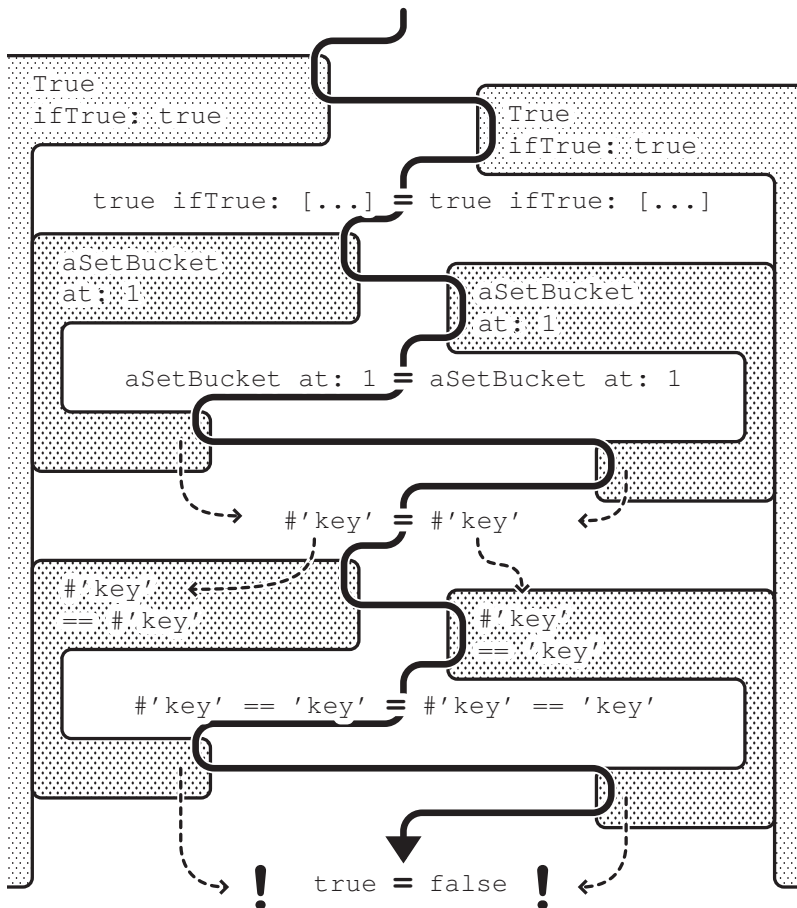 True
ifTrue: true
True
ifTrue: true
true ifTrue: [...] = true ifTrue: [...]
aSetBucket
at: 1
aSetBucket
at: 1
aSetBucket at: 1 = aSetBucket at: 1
#'key' = #'key'
#'key'
== #'key'
#'key'
== 'key'
#'key' == 'key' = #'key' == 'key'
! true = false !